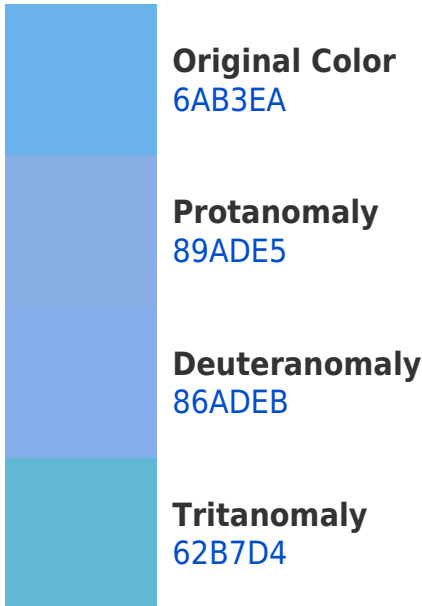 Original Color
6AB3EA
Protanomaly
89ADE5
Deuteranomaly
86ADEB
Tritanomaly
62B7D4